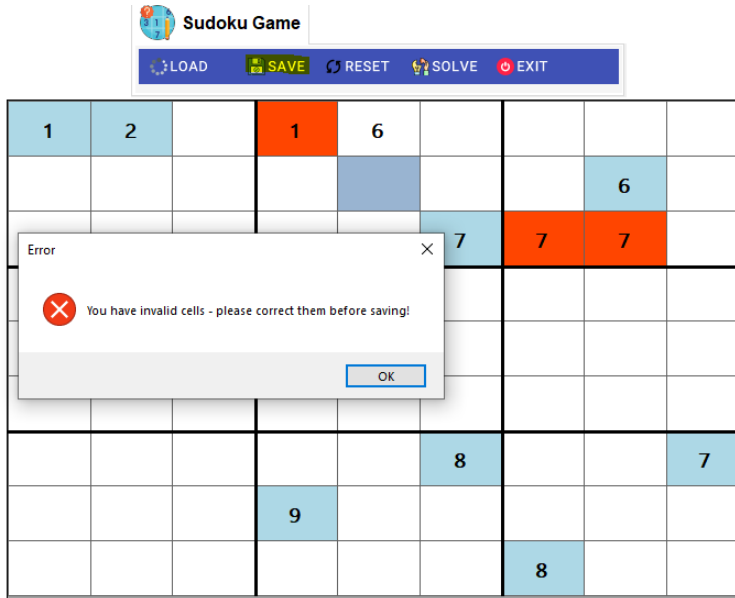 Sudoku Game
LOAD SAVE RESET SOLVE EXIT
1 2 1 6
6
7 7 7
Error
You have invalid cells - please correct them before saving!
OK
8 7
9
8